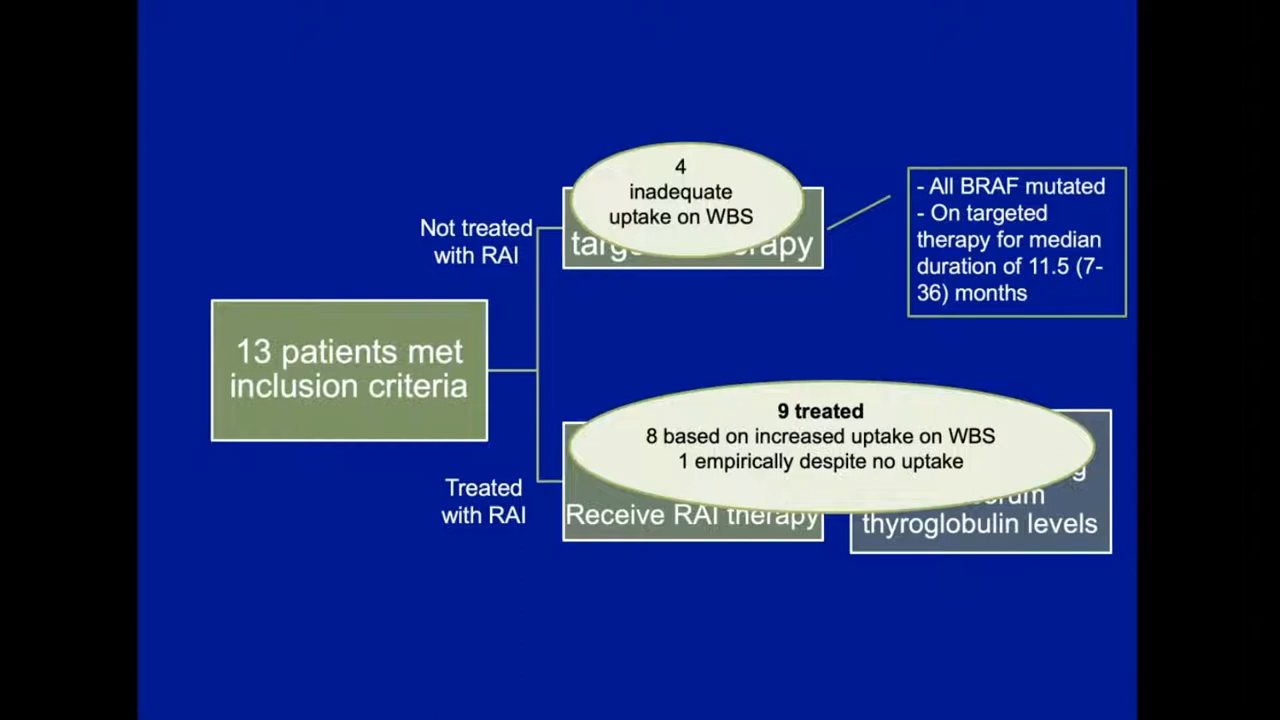 4
inadequate
uptake on WBS
Not treated
with RAI
- All BRAF mutated
- On targeted
therapy for median
duration of 11.5 (7-
36) months
13 patients met
inclusion criteria
9 treated
8 based on increased uptake on WBS
1 empirically despite no uptake
Treated
with RAI
Receive RAI therapy
thyroglobulin levels